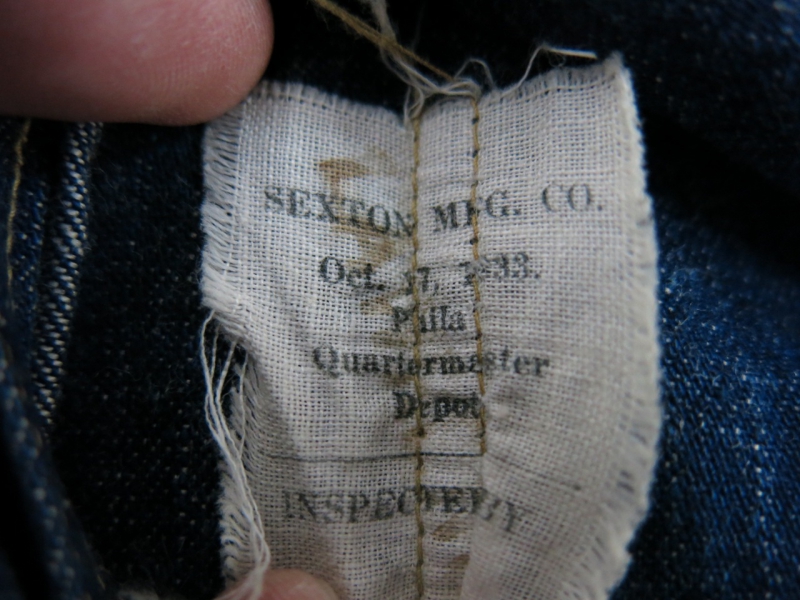 SEXTON MFG. CO.
Oct. 17, 1933.
Phila
Quartermaster
Depot
INSPECTED BY